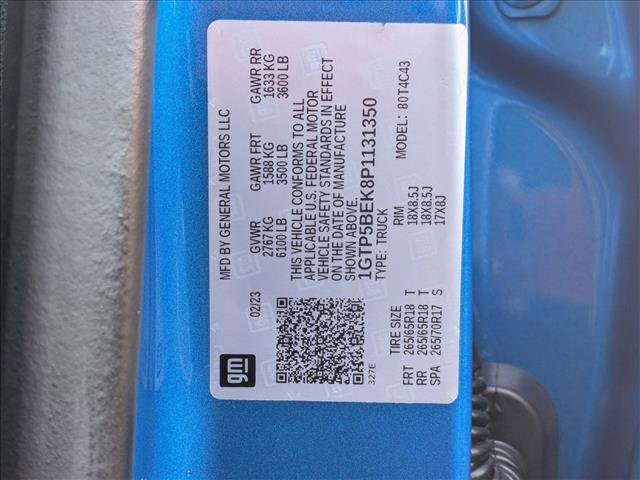 gm
MFD BY GENERAL MOTORS LLC
02/23 GVWR GAWR FRT GAWR RR
2767 KG 1588 KG 1633 KG
6100 LB 3500 LB 3600 LB
THIS VEHICLE CONFORMS TO ALL
APPLICABLE U.S. FEDERAL MOTOR
VEHICLE SAFETY STANDARDS IN EFFECT
ON THE DATE OF MANUFACTURE
SHOWN ABOVE.
1GTP5BEK8P1131350
327E TYPE: TRUCK MODEL: 80T4C43
TIRE SIZE RIM
FRT 265/65R18 T 18X8.5J
RR 265/65R18 T 18X8.5J
SPA 265/70R17 S 17X8J